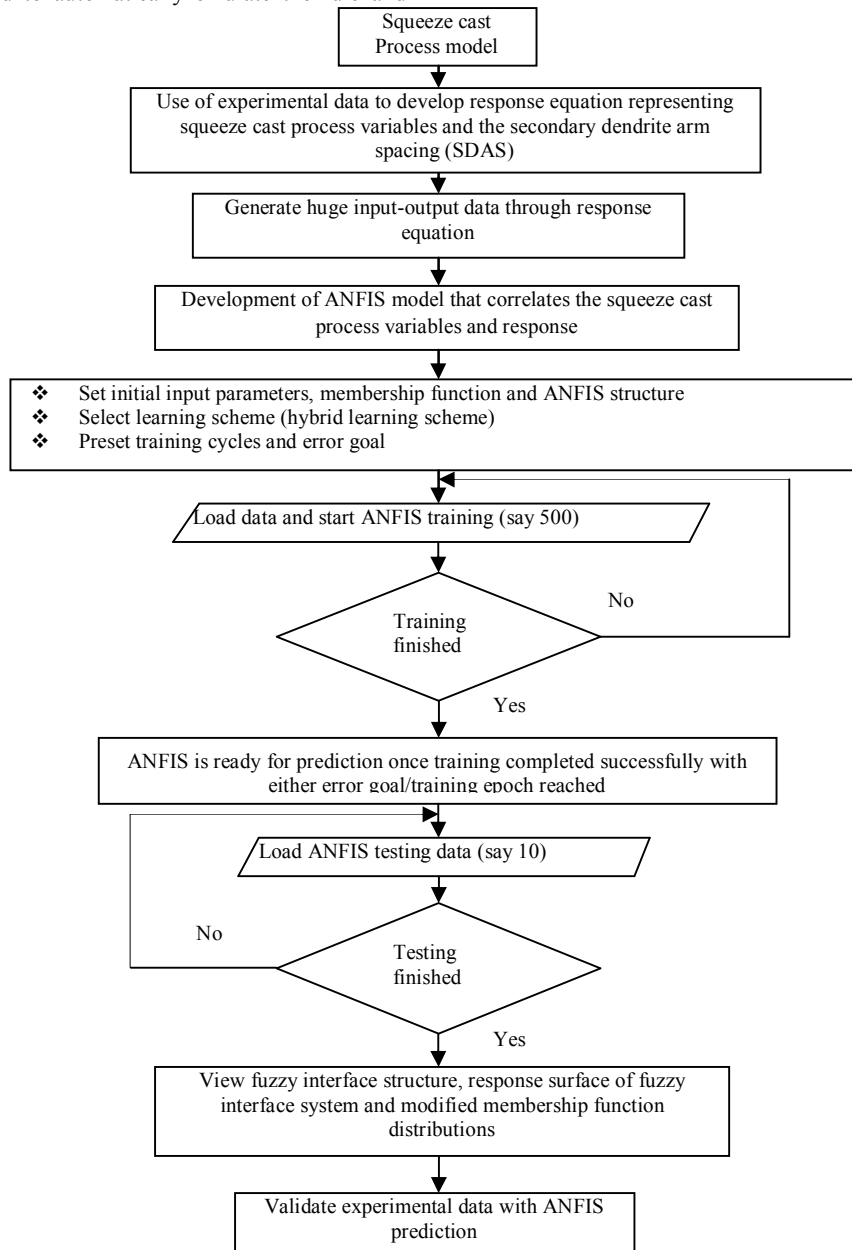 Squeeze cast
Process model
Use of experimental data to develop response equation representing
squeeze cast process variables and the secondary dendrite arm
spacing (SDAS)
Generate huge input-output data through response
equation
Development of ANFIS model that correlates the squeeze cast
process variables and response
❖ Set initial input parameters, membership function and ANFIS structure
❖ Select learning scheme (hybrid learning scheme)
❖ Preset training cycles and error goal
Load data and start ANFIS training (say 500)
No
Training
finished
Yes
ANFIS is ready for prediction once training completed successfully with
either error goal/training epoch reached
Load ANFIS testing data (say 10)
No
Testing
finished
Yes
View fuzzy interface structure, response surface of fuzzy
interface system and modified membership function
distributions
Validate experimental data with ANFIS
prediction